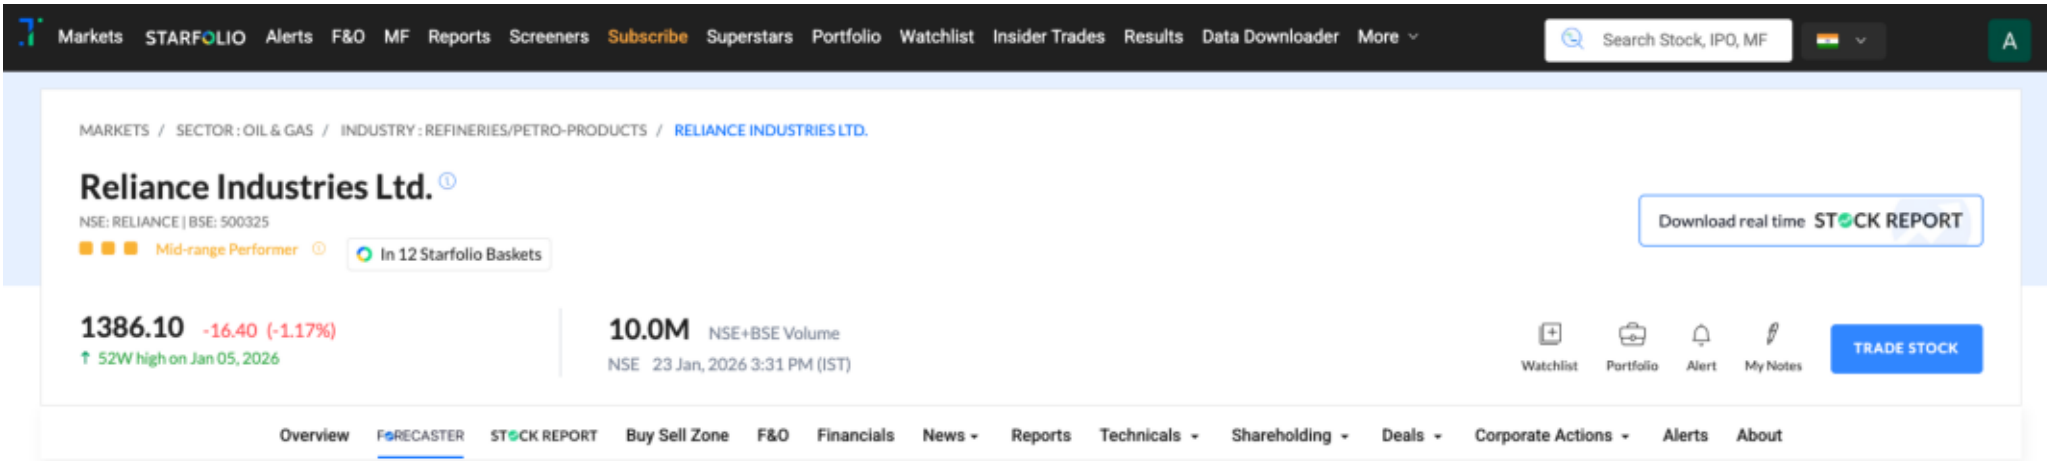 Markets STARFOLIO Alerts F&O MF Reports Screeners Subscribe Superstars Portfolio Watchlist Insider Trades Results Data Downloader More Search Stock, IPO, MF A
MARKETS / SECTOR : OIL & GAS / INDUSTRY : REFINERIES/PETRO-PRODUCTS / RELIANCE INDUSTRIES LTD.
Reliance Industries Ltd.
NSE: RELIANCE | BSE: 500325
Download real time STOCK REPORT
Mid-range Performer In 12 Starfolio Baskets
1386.10 -16.40 (-1.17%)
↑ 52W high on Jan 05, 2026
10.0M NSE+BSE Volume
NSE 23 Jan, 2026 3:31 PM (IST)
Watchlist Portfolio Alert My Notes TRADE STOCK
Overview FORECASTER STOCK REPORT Buy Sell Zone F&O Financials News Reports Technicals Shareholding Deals Corporate Actions Alerts About